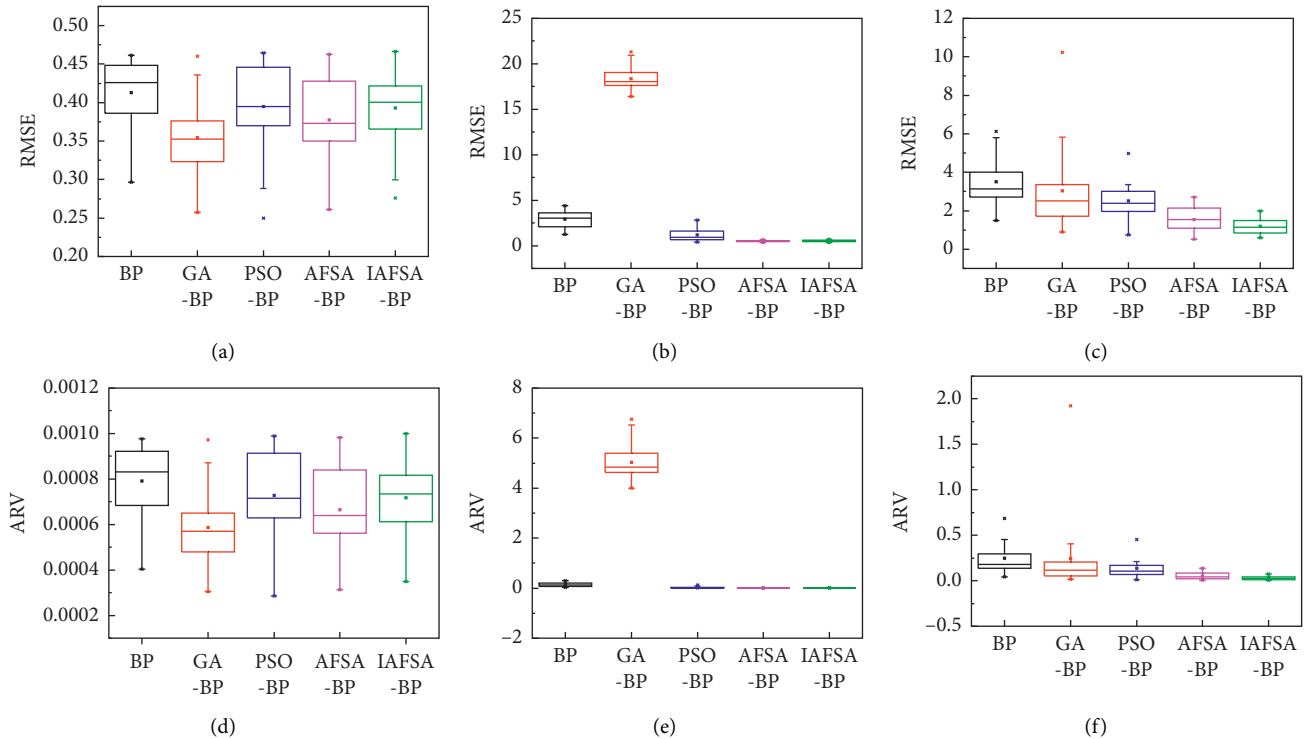 0.50
0.45
0.40
0.35
0.30
0.25
0.20
RMSE
BP
GA
-BP
PSO
-BP
AFSA
-BP
IAFSA
-BP
(a)
25
20
15
10
5
0
RMSE
BP
GA
-BP
PSO
-BP
AFSA
-BP
IAFSA
-BP
(b)
12
10
8
6
4
2
0
RMSE
BP
GA
-BP
PSO
-BP
AFSA
-BP
IAFSA
-BP
(c)
0.0012
0.0010
0.0008
0.0006
0.0004
0.0002
ARV
BP
GA
-BP
PSO
-BP
AFSA
-BP
IAFSA
-BP
(d)
8
6
4
2
0
−2
ARV
BP
GA
-BP
PSO
-BP
AFSA
-BP
IAFSA
-BP
(e)
2.0
1.5
1.0
0.5
0.0
−0.5
ARV
BP
GA
-BP
PSO
-BP
AFSA
-BP
IAFSA
-BP
(f)